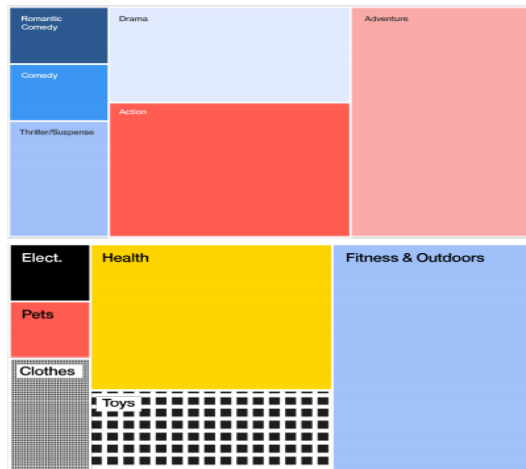 Romantic
Comedy
Drama
Adventure
Comedy
Action
Thriller/Suspense
Elect.
Health
Fitness & Outdoors
Pets
Clothes
Toys